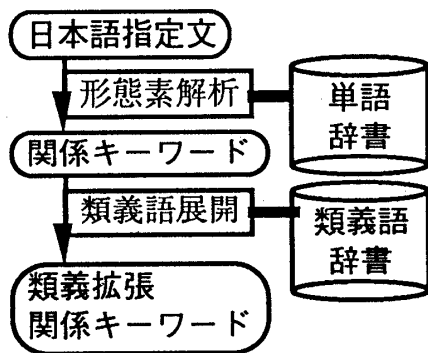 日本語指定文
形態素解析
単語
辞書
関係キーワード
類義語展開
類義語
辞書
類義拡張
関係キーワード